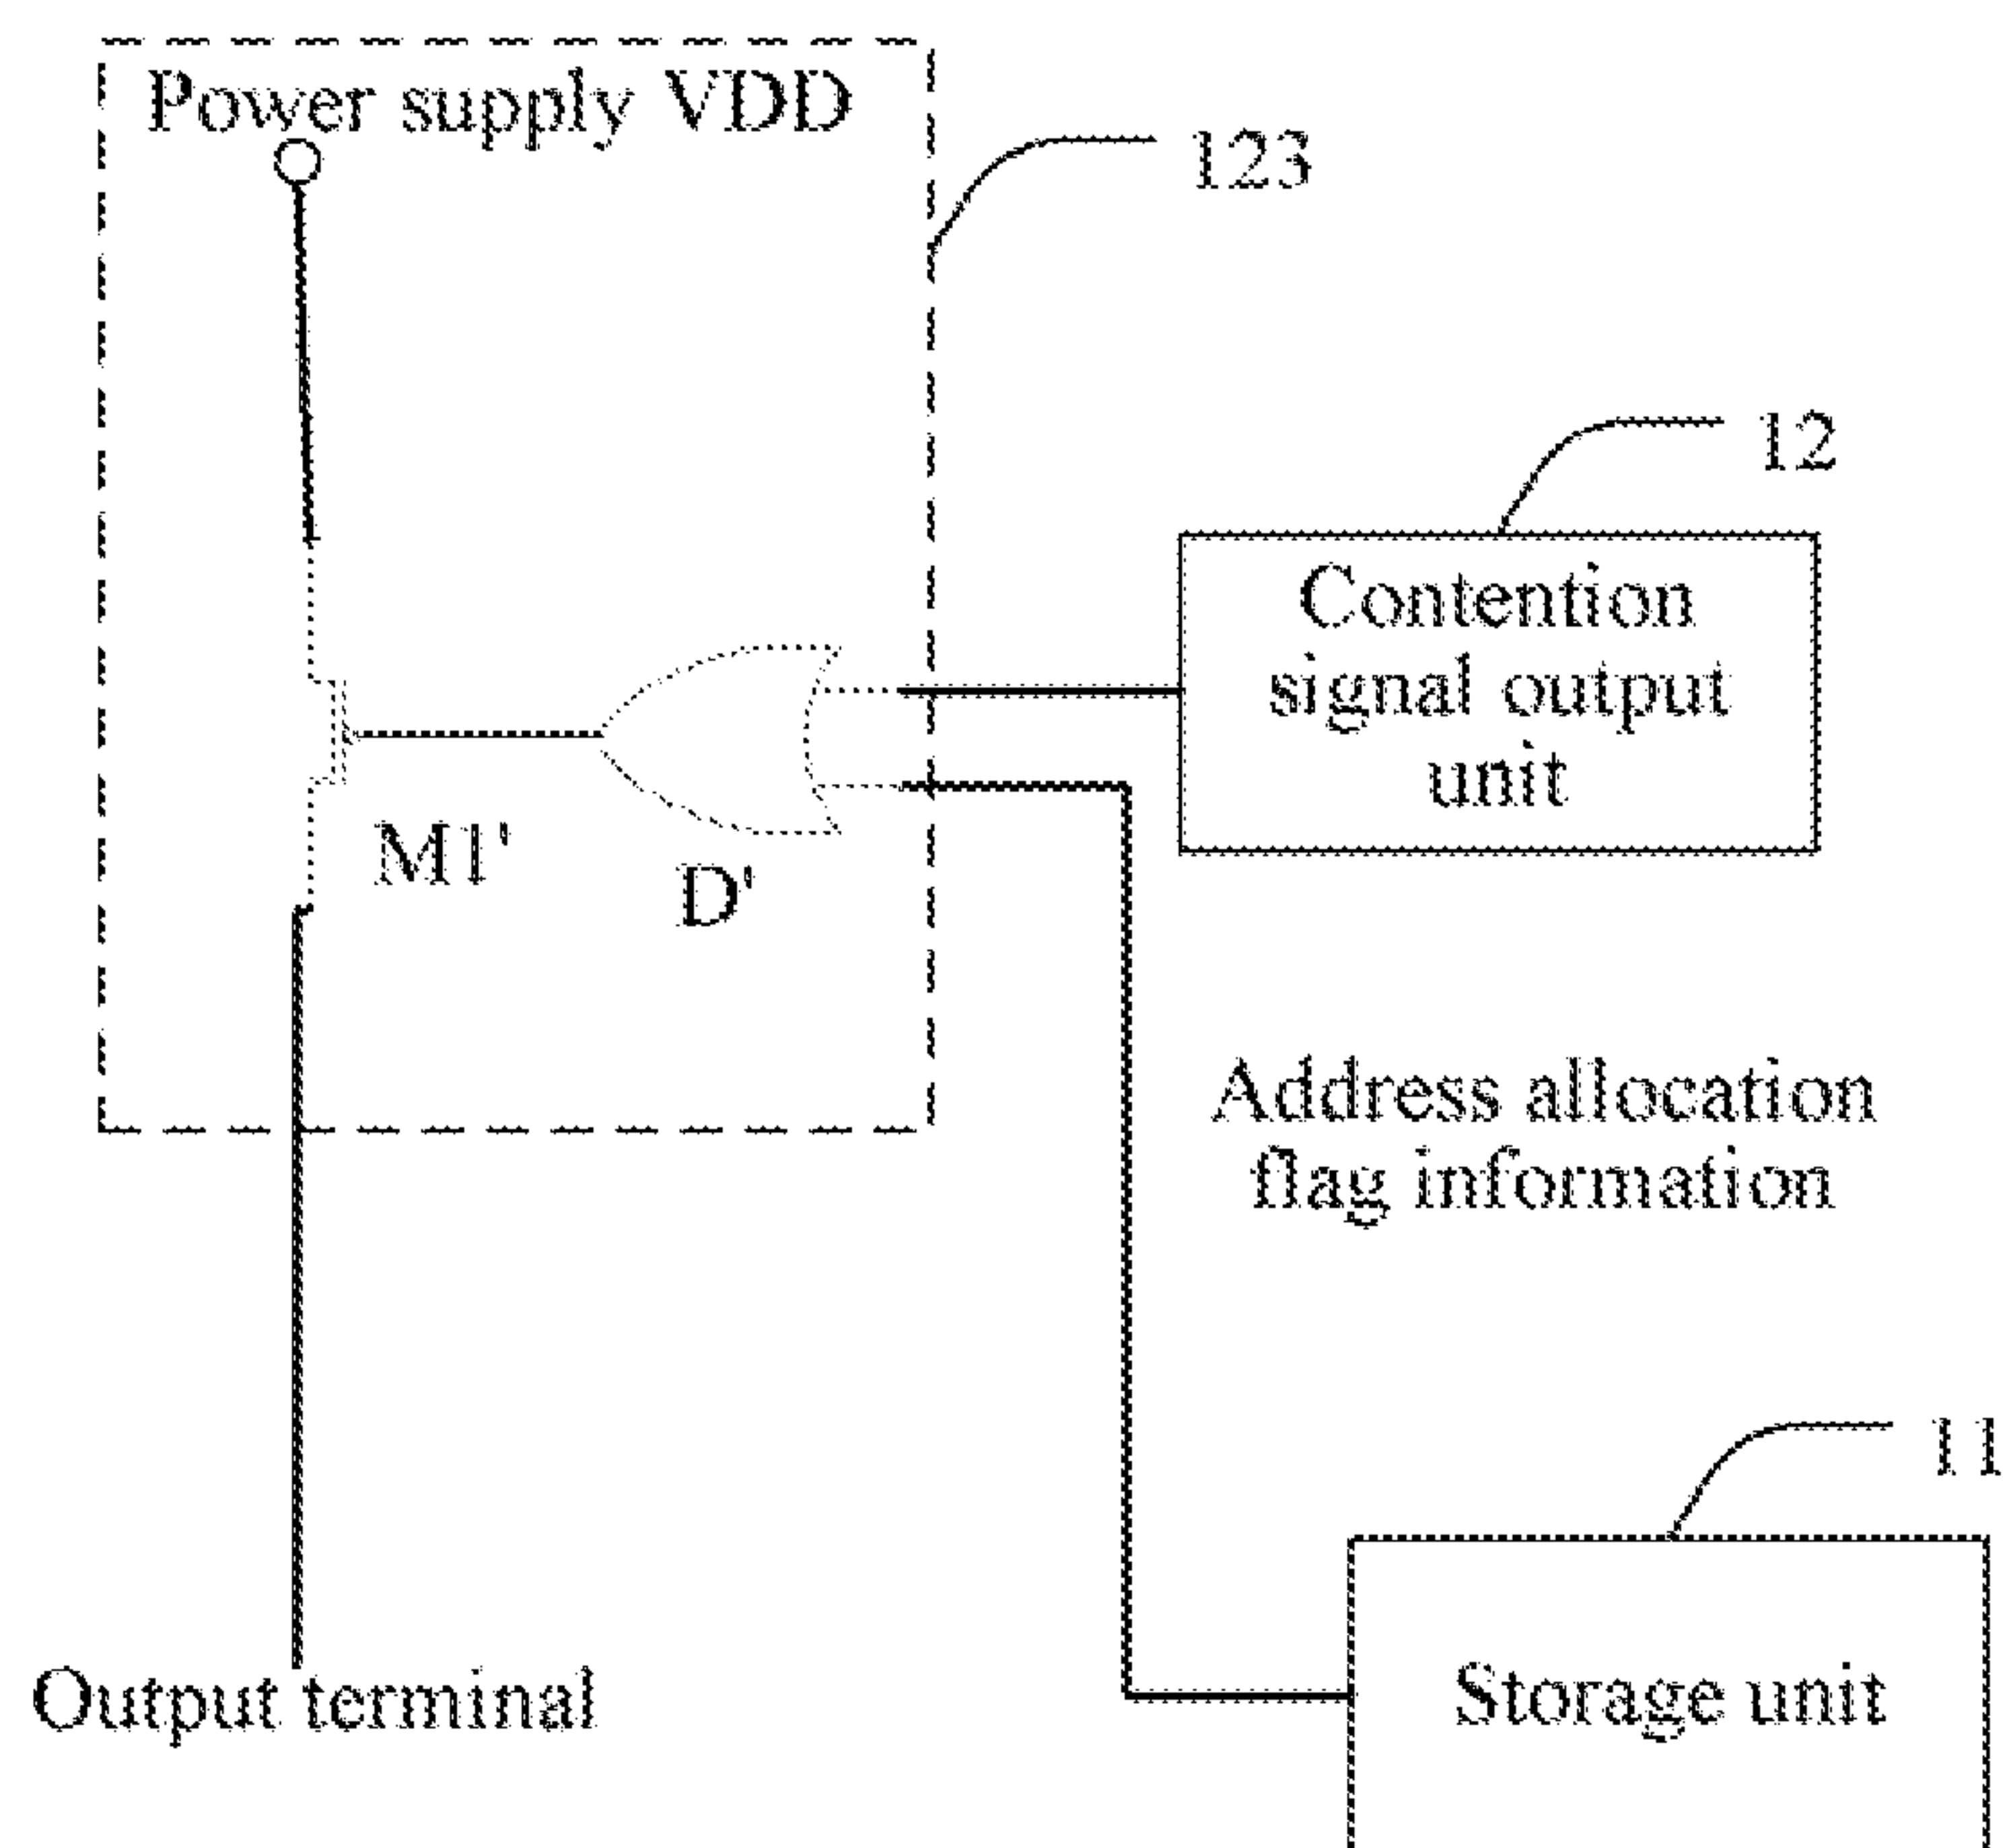 Power supply VDD
123
12
Contention
signal output
unit
M1'
D'
Address allocation
flag information
11
Output terminal
Storage unit